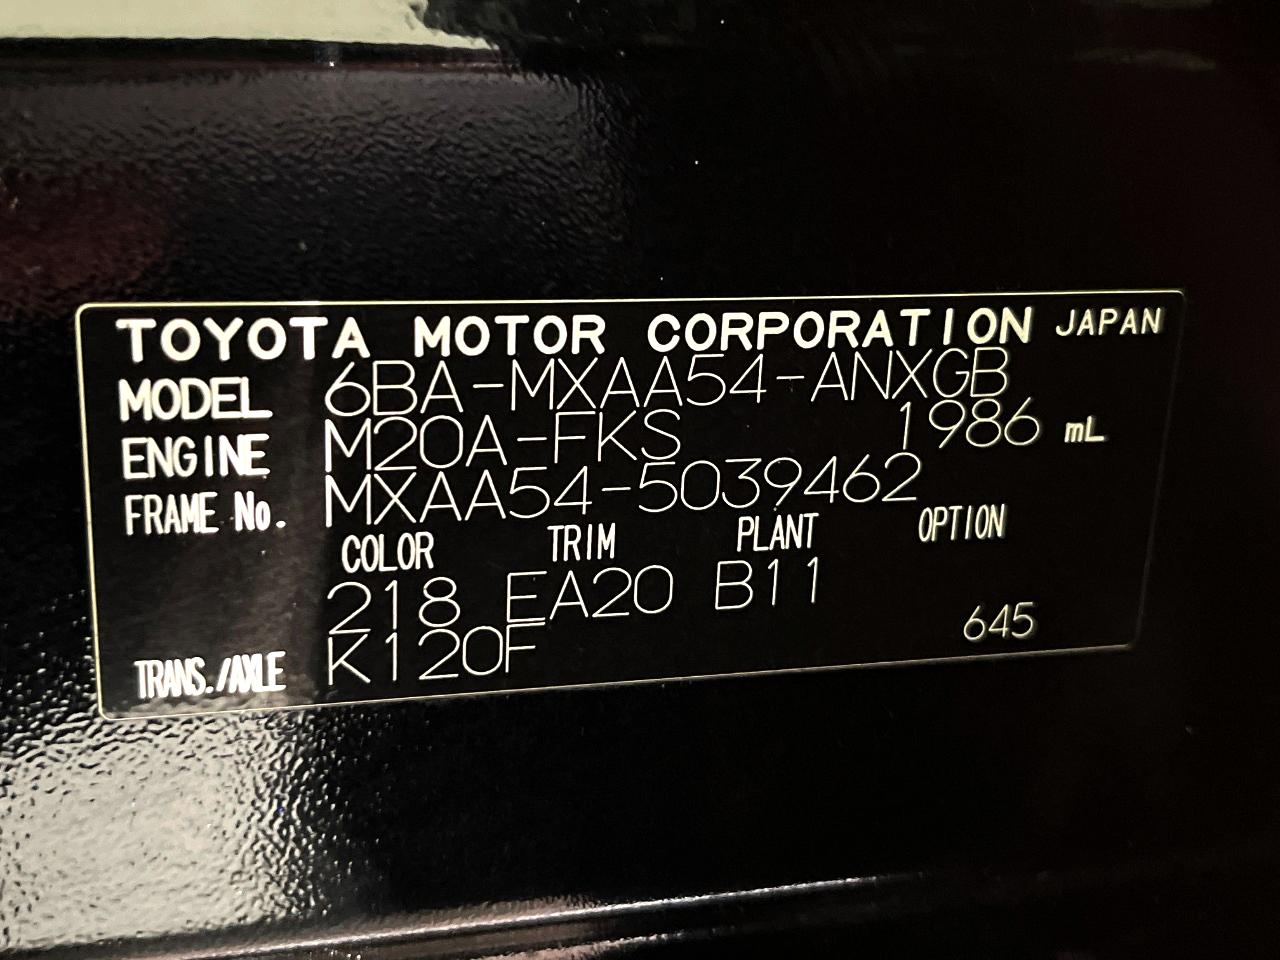 TOYOTA MOTOR CORPORATION JAPAN
MODEL 6BA-MXAA54-ANXGB
ENGINE M20A-FKS 1986 mL
FRAME No. MXAA54-5039462
COLOR TRIM PLANT OPTION
218 EA20 B11
TRANS./AXLE K120F 645